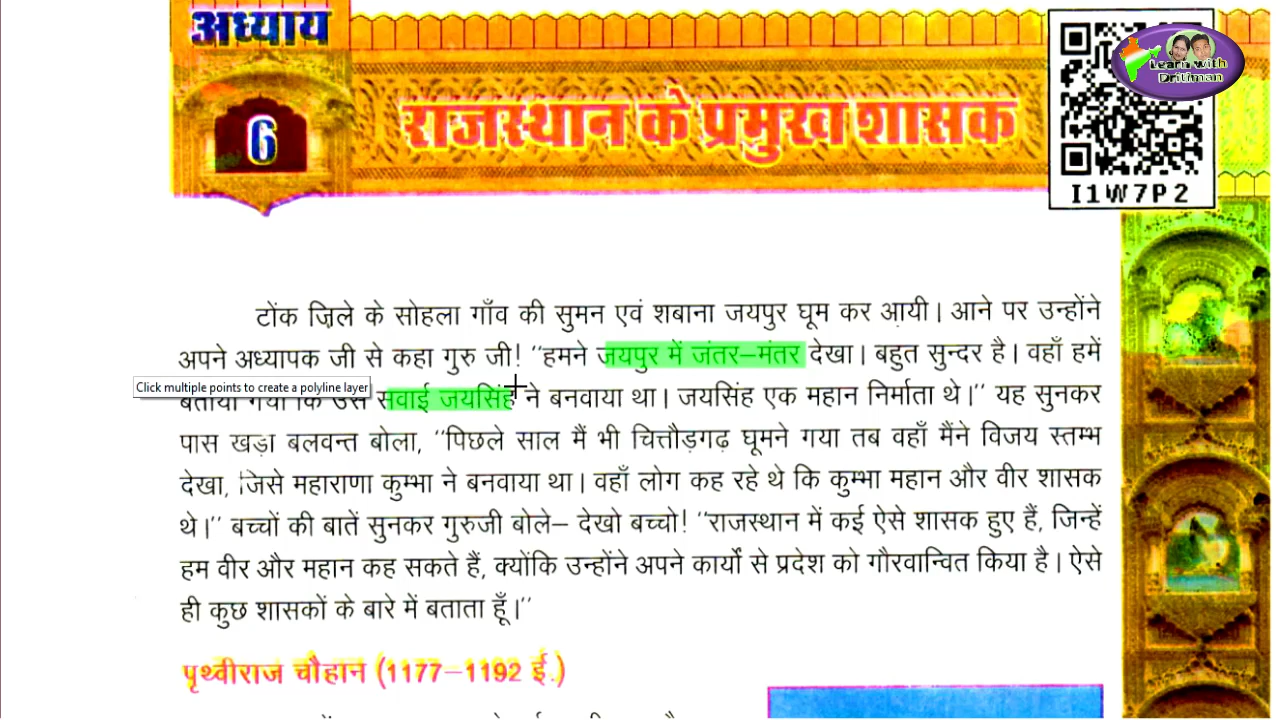 अध्याय
6
राजस्थान के प्रमुख शासक
Learn with
Dritiman
I1W7P2
टोंक ज़िले के सोहला गाँव की सुमन एवं शबाना जयपुर घूम कर आयी। आने पर उन्होंने
अपने अध्यापक जी से कहा गुरु जी! "हमने जयपुर में जंतर–मंतर देखा। बहुत सुन्दर है। वहाँ हमें
Click multiple points to create a polyline layer
बताया गया कि उसे सवाई जयसिंह ने बनवाया था। जयसिंह एक महान निर्माता थे।" यह सुनकर
पास खड़ा बलवन्त बोला, "पिछले साल मैं भी चित्तौड़गढ़ घूमने गया तब वहाँ मैंने विजय स्तम्भ
देखा, जिसे महाराणा कुम्भा ने बनवाया था। वहाँ लोग कह रहे थे कि कुम्भा महान और वीर शासक
थे।" बच्चों की बातें सुनकर गुरुजी बोले– देखो बच्चो! "राजस्थान में कई ऐसे शासक हुए हैं, जिन्हें
हम वीर और महान कह सकते हैं, क्योंकि उन्होंने अपने कार्यों से प्रदेश को गौरवान्वित किया है। ऐसे
ही कुछ शासकों के बारे में बताता हूँ।"
पृथ्वीराज चौहान (1177–1192 ई.)